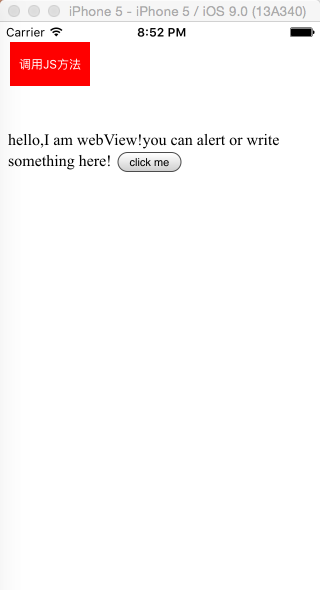 iPhone 5 - iPhone 5 / iOS 9.0 (13A340)
Carrier 8:52 PM
调用JS方法
hello,I am webView!you can alert or write
something here! click me